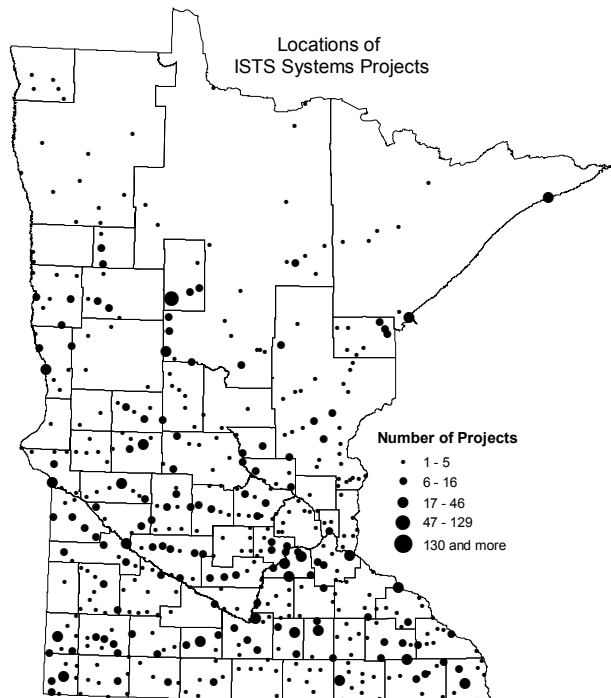 Locations of
ISTS Systems Projects
Number of Projects
1 - 5
6 - 16
17 - 46
47 - 129
130 and more